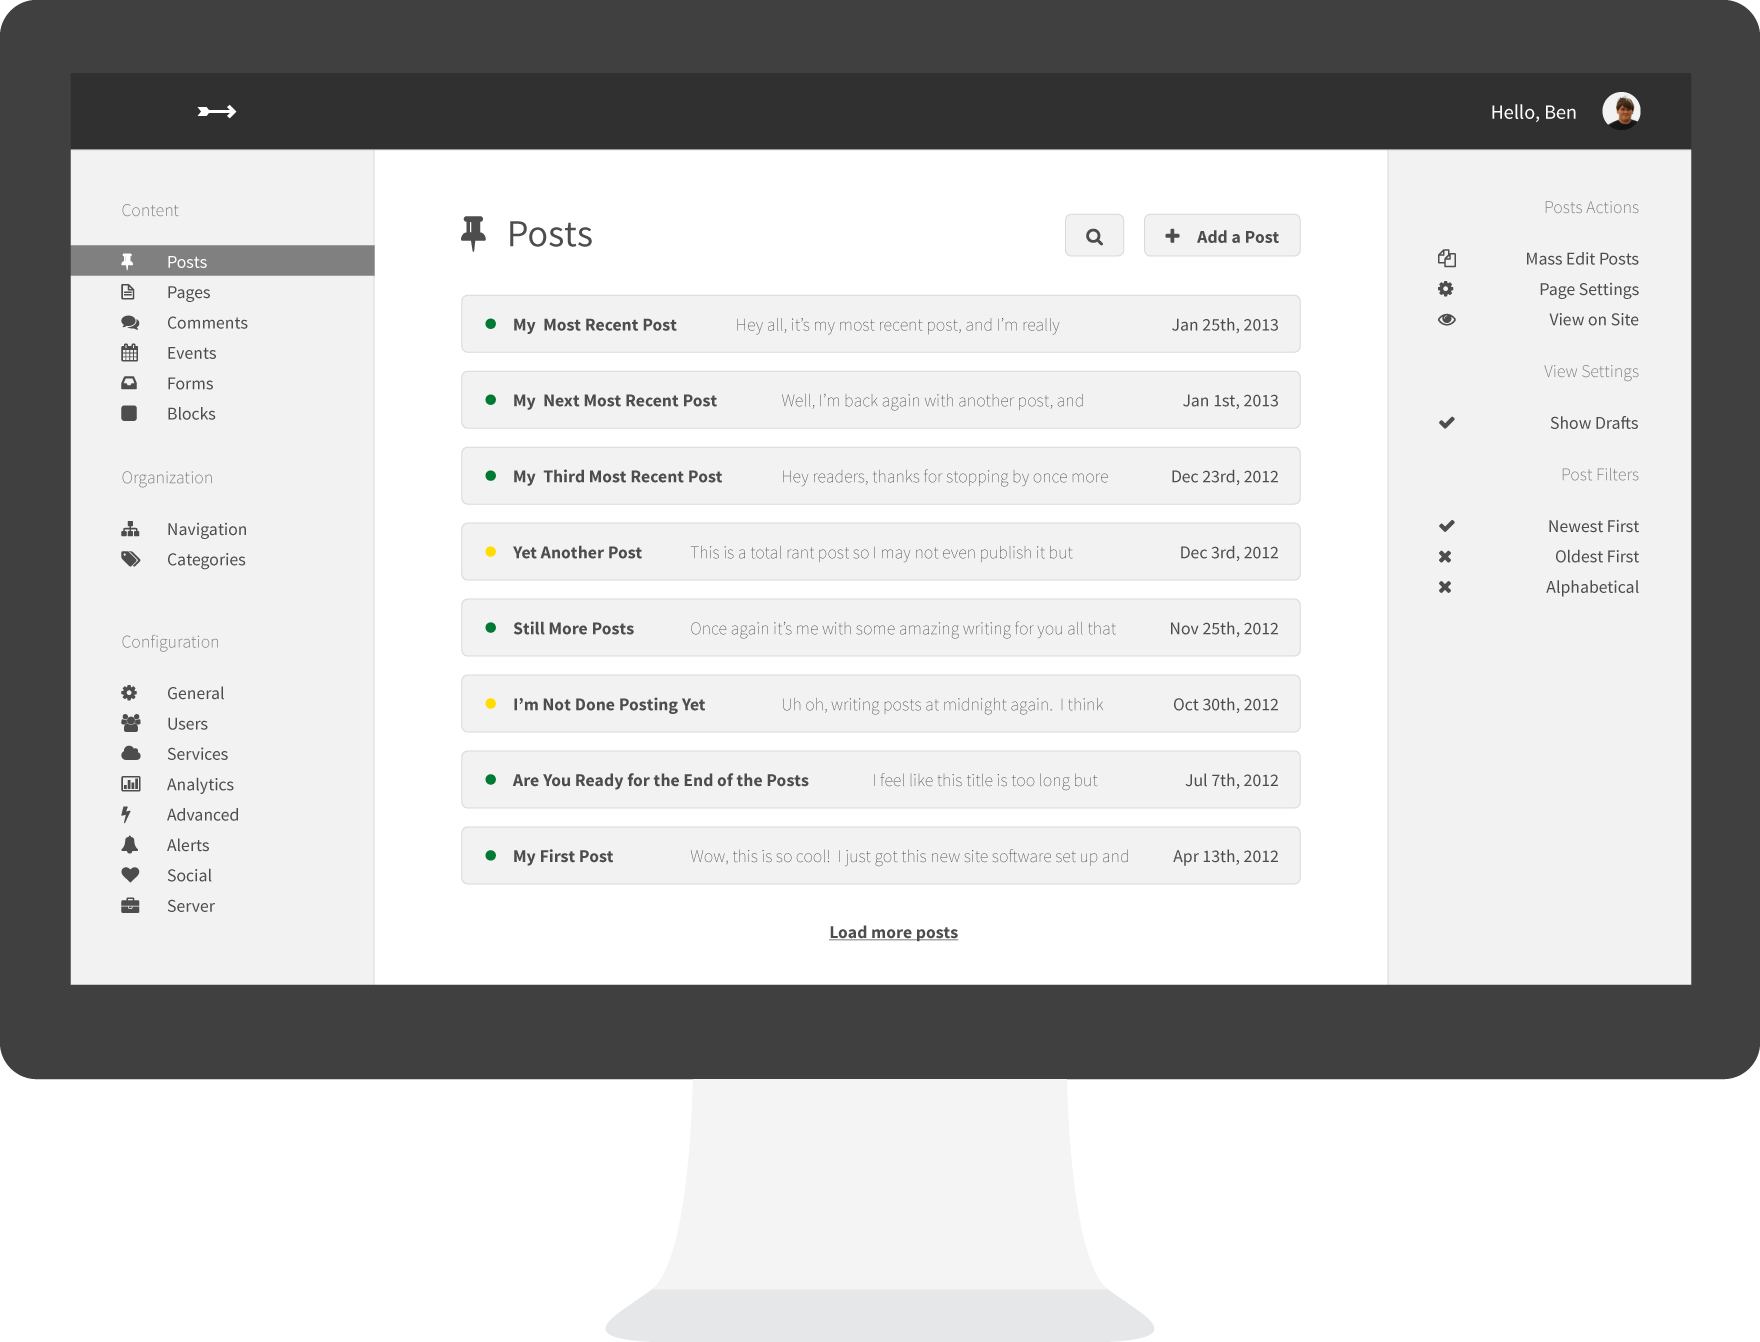 Hello, Ben
Content
Posts
Pages
Comments
Events
Forms
Blocks
Organization
Navigation
Categories
Configuration
General
Users
Services
Analytics
Advanced
Alerts
Social
Server
Posts
Add a Post
My Most Recent Post Hey all, it’s my most recent post, and I’m really Jan 25th, 2013
My Next Most Recent Post Well, I’m back again with another post, and Jan 1st, 2013
My Third Most Recent Post Hey readers, thanks for stopping by once more Dec 23rd, 2012
Yet Another Post This is a total rant post so I may not even publish it but Dec 3rd, 2012
Still More Posts Once again it’s me with some amazing writing for you all that Nov 25th, 2012
I’m Not Done Posting Yet Uh oh, writing posts at midnight again. I think Oct 30th, 2012
Are You Ready for the End of the Posts I feel like this title is too long but Jul 7th, 2012
My First Post Wow, this is so cool! I just got this new site software set up and Apr 13th, 2012
Load more posts
Posts Actions
Mass Edit Posts
Page Settings
View on Site
View Settings
Show Drafts
Post Filters
Newest First
Oldest First
Alphabetical